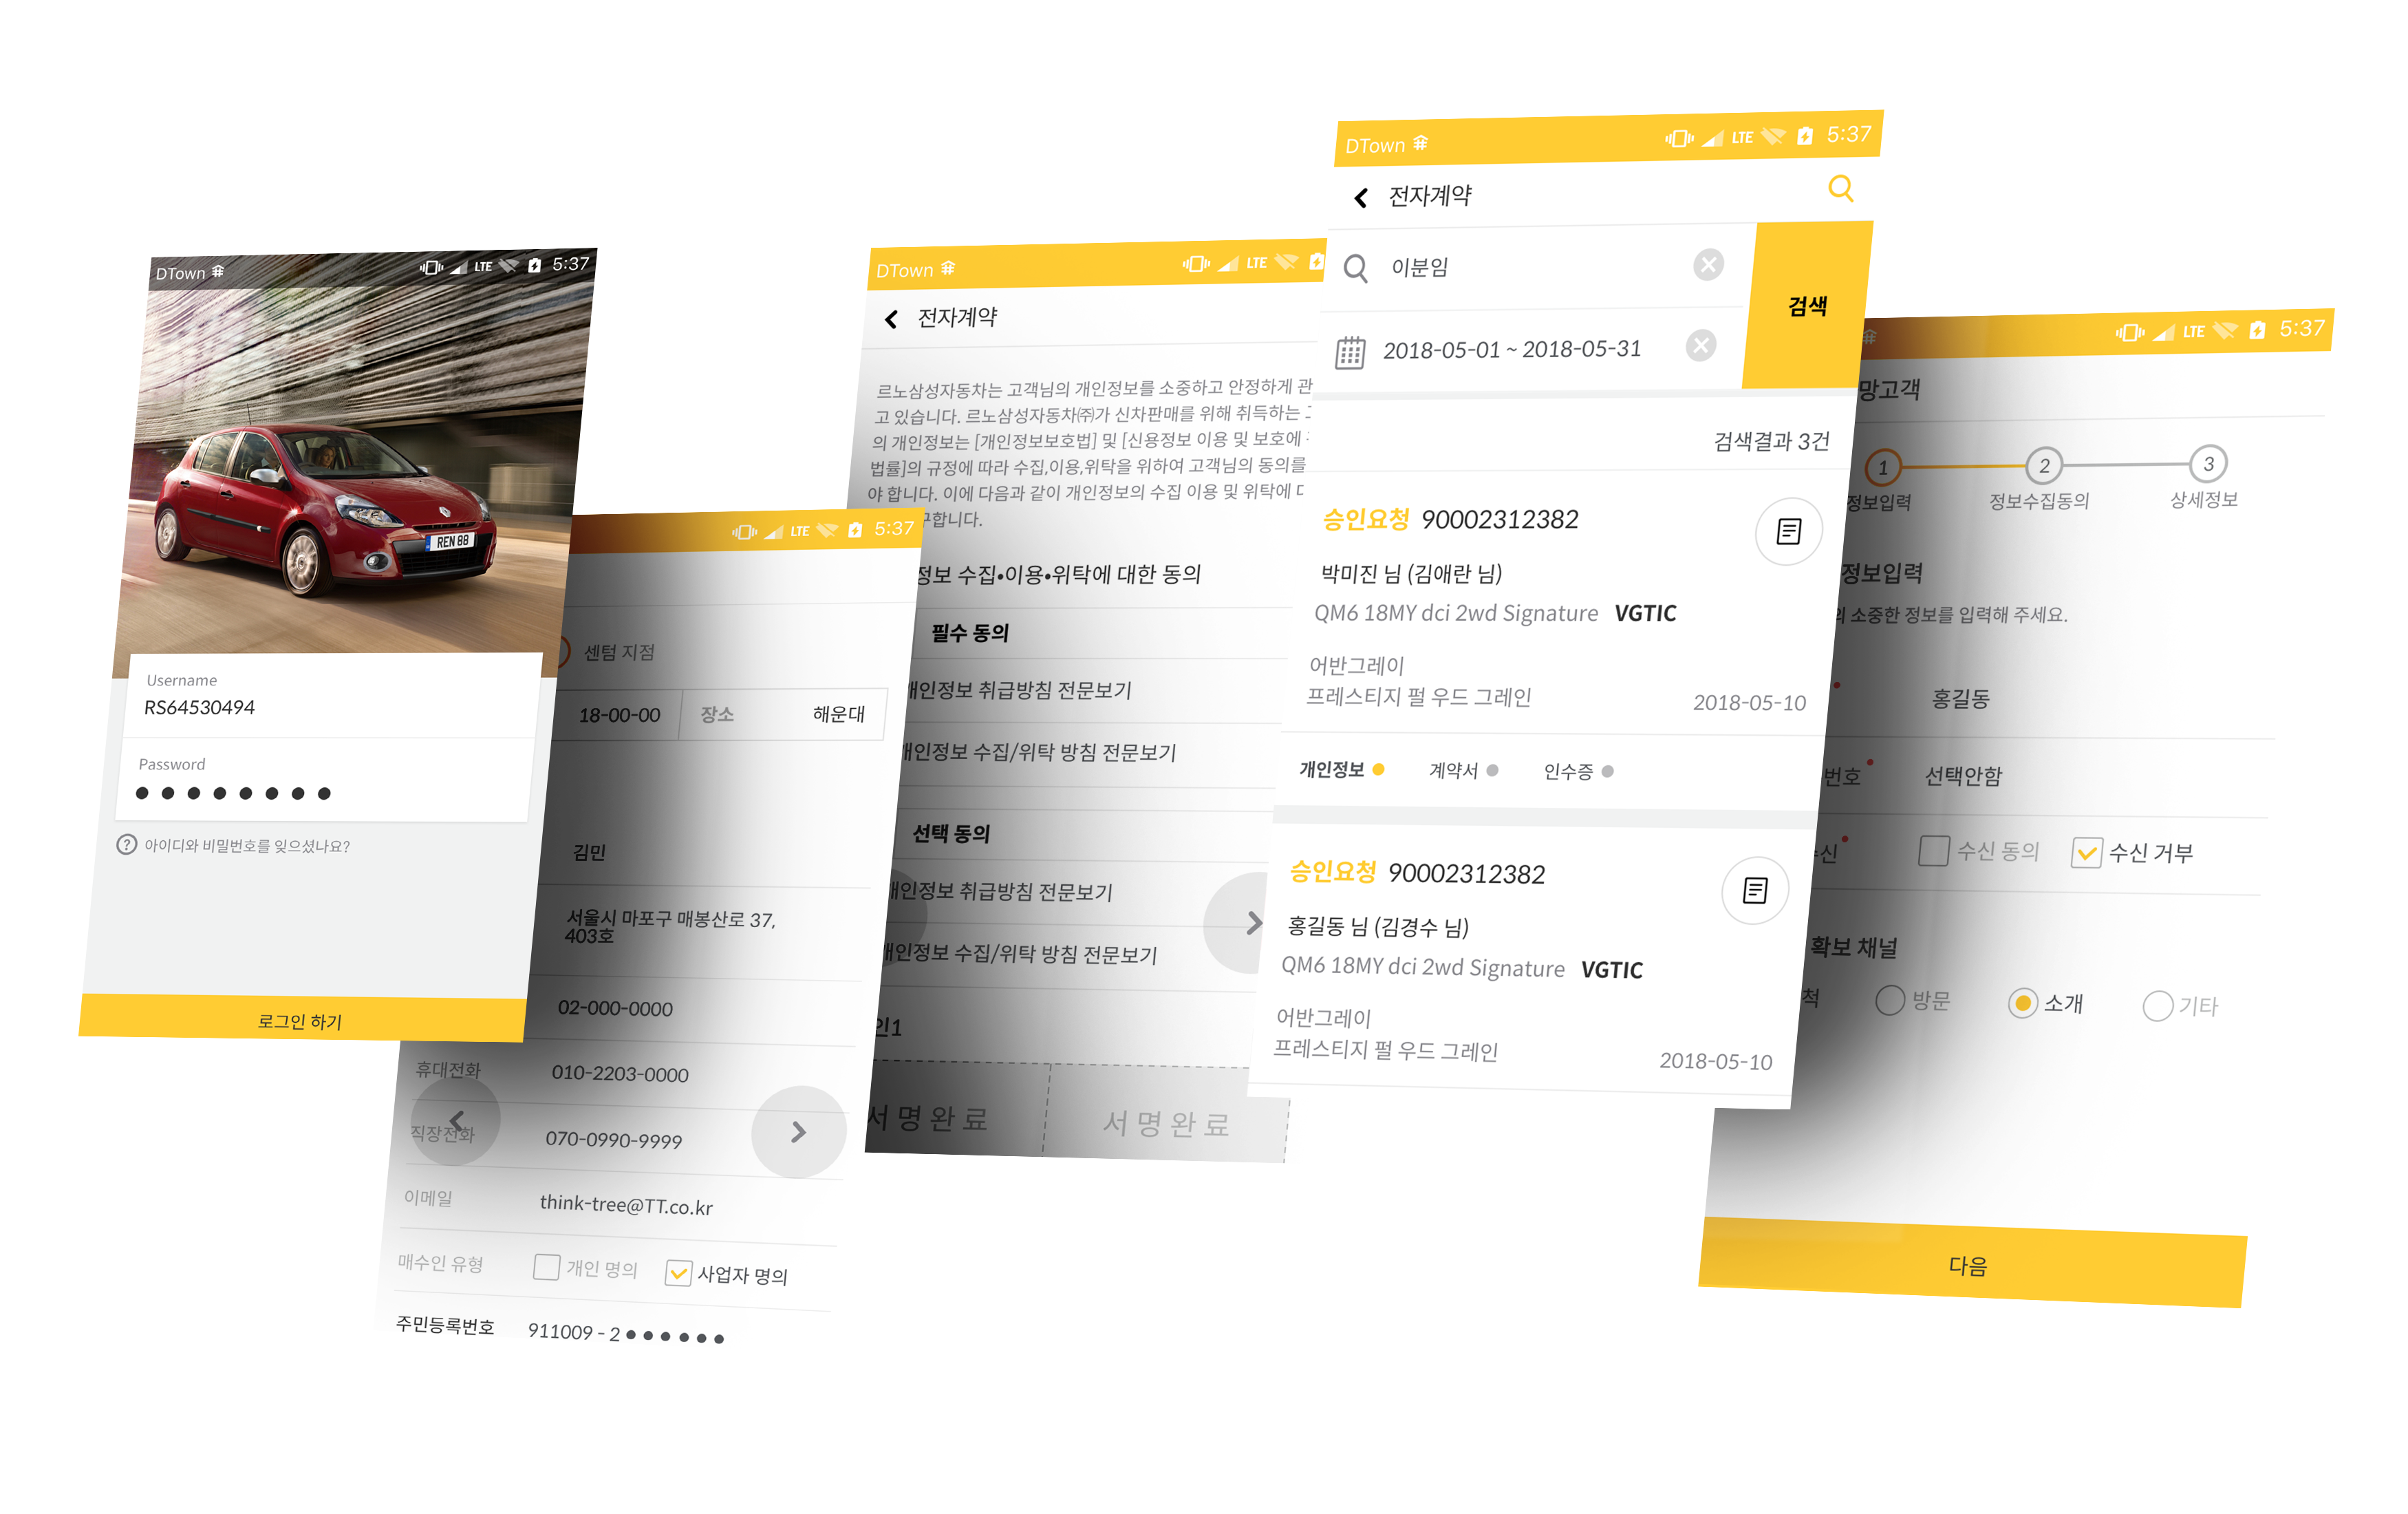 DTown
LTE 5:37
REN 88
Username
RS64530494
Password
아이디와 비밀번호를 잊으셨나요?
로그인 하기
LTE 5:37
센텀 지점
18-00-00 장소 해운대
김민
서울시 마포구 매봉산로 37,
403호
02-000-0000
휴대전화 010-2203-0000
직장전화 070-0990-9999
이메일 think-tree@TT.co.kr
매수인 유형 개인 명의 사업자 명의
주민등록번호 911009 - 2
DTown LTE
전자계약
르노삼성자동차는 고객님의 개인정보를 소중하고 안정하게
고 있습니다. 르노삼성자동차㈜가 신차판매를 위해 취득하는
의 개인정보는 [개인정보보호법] 및 [신용정보 이용 및 보호에
법률]의 규정에 따라 수집,이용,위탁을 위하여 고객님의 동의를
야 합니다. 이에 다음과 같이 개인정보의 수집 이용 및 위탁에
합니다.
정보 수집•이용•위탁에 대한 동의
필수 동의
개인정보 취급방침 전문보기
개인정보 수집/위탁 방침 전문보기
선택 동의
개인정보 취급방침 전문보기
개인정보 수집/위탁 방침 전문보기
인1
서명완료 서명완료
DTown LTE 5:37
전자계약
이분임
2018-05-01 ~ 2018-05-31
검색
검색결과 3건
승인요청 90002312382
박미진 님 (김애란 님)
QM6 18MY dci 2wd Signature VGTIC
어반그레이
프레스티지 펄 우드 그레인 2018-05-10
개인정보 계약서 인수증
승인요청 90002312382
홍길동 님 (김경수 님)
QM6 18MY dci 2wd Signature VGTIC
어반그레이
프레스티지 펄 우드 그레인 2018-05-10
LTE 5:37
망고객
1 2 3
정보입력 정보수집동의 상세정보
정보입력
소중한 정보를 입력해 주세요.
홍길동
번호 선택안함
수신 동의 수신 거부
확보 채널
척 방문 소개 기타
다음